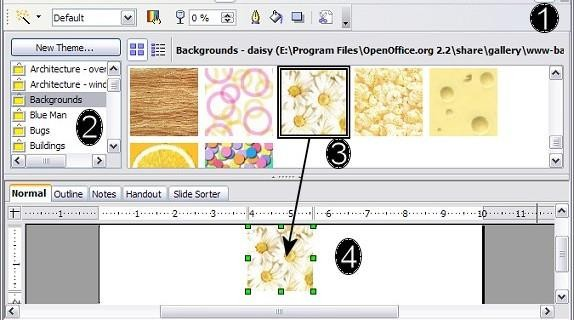 Default
0 %
1
New Theme...
Backgrounds - daisy (E:\Program Files\OpenOffice.org 2.2\share\gallery\www-ba
Architecture - over
Architecture - wind
Backgrounds
Blue Man
Bugs
Buildings
2
3
Normal Outline Notes Handout Slide Sorter
1 1 2 3 4 5 6 7 8 9 10 11
1
4